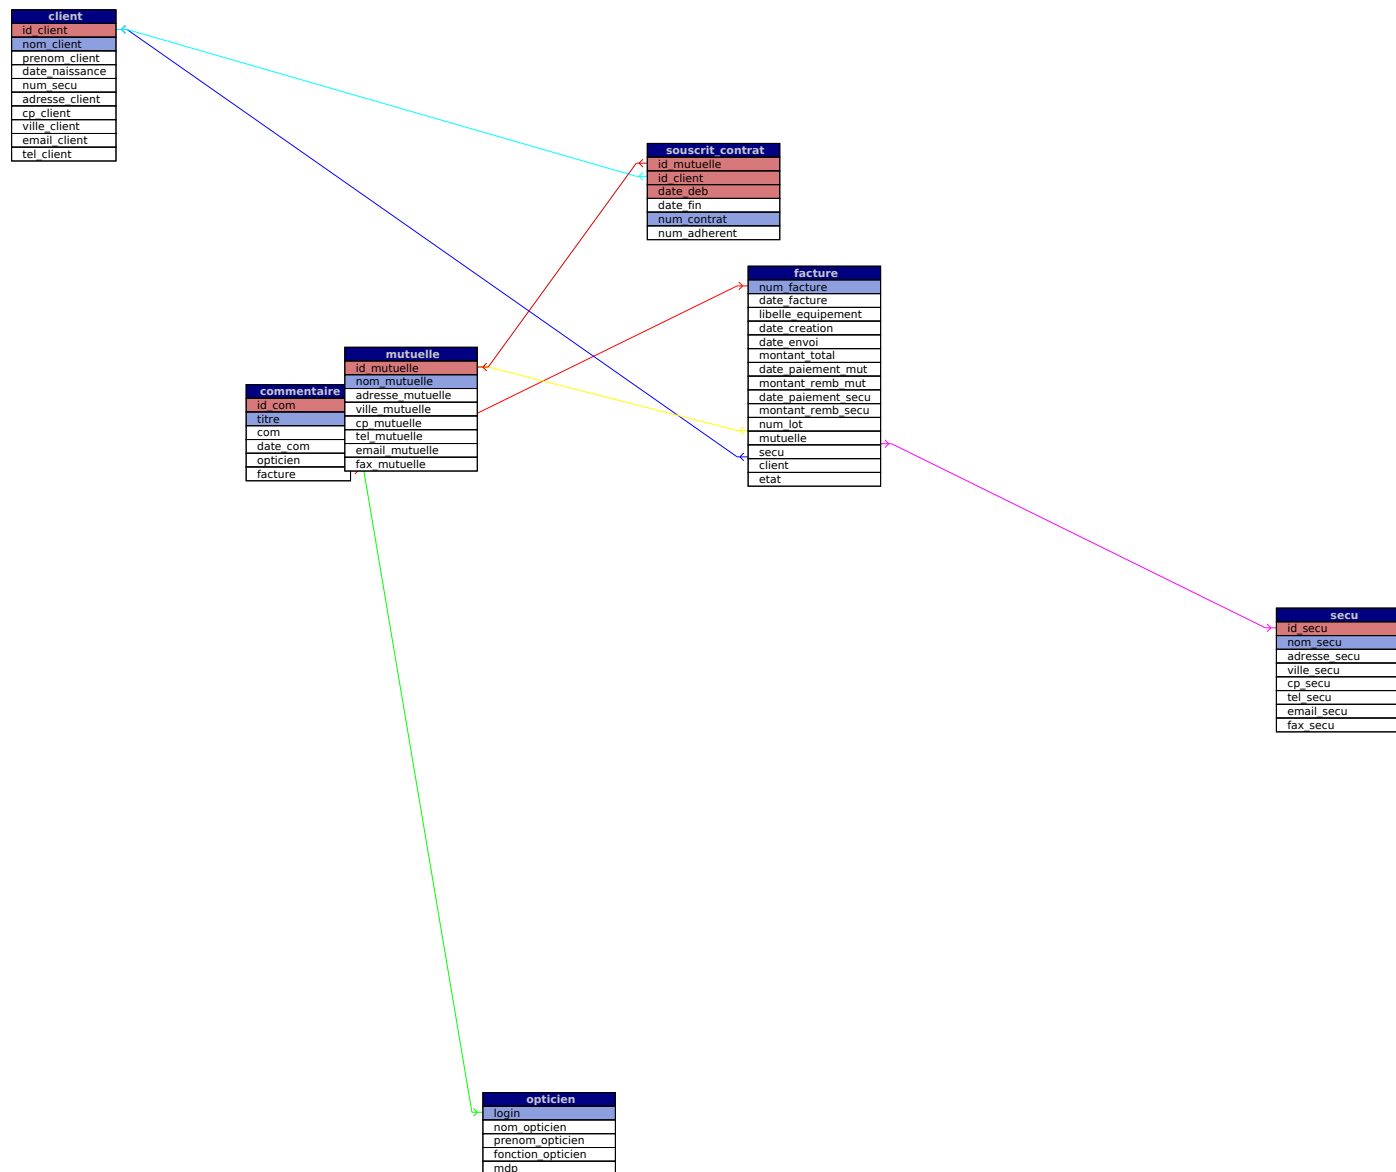 client
id_client
nom_client
prenom_client
date_naissance
num_secu
adresse_client
cp_client
ville_client
email_client
tel_client
souscrit_contrat
id_mutuelle
id_client
date_deb
date_fin
num_contrat
num_adherent
facture
num_facture
date_facture
libelle_equipement
date_creation
date_envoi
montant_total
date_paiement_mut
montant_remb_mut
date_paiement_secu
montant_remb_secu
num_lot
mutuelle
secu
client
etat
mutuelle
id_mutuelle
nom_mutuelle
adresse_mutuelle
ville_mutuelle
cp_mutuelle
tel_mutuelle
email_mutuelle
fax_mutuelle
commentaire
id_com
titre
com
date_com
opticien
facture
secu
id_secu
nom_secu
adresse_secu
ville_secu
cp_secu
tel_secu
email_secu
fax_secu
opticien
login
nom_opticien
prenom_opticien
fonction_opticien
mdp